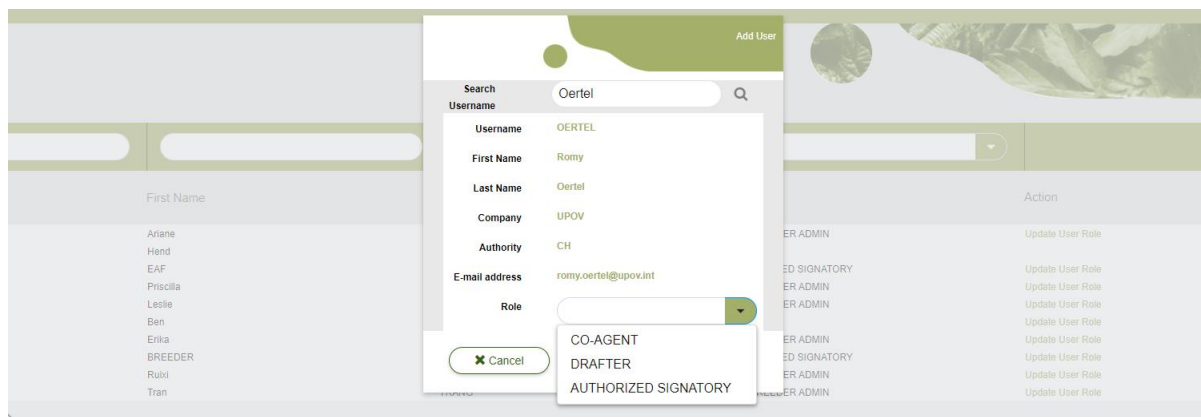 Add User
Search
Username
Oertel
Username OERTEL
First Name Romy
Last Name Oertel
Company UPOV
Authority CH
E-mail address romy.oertel@upov.int
Role
CO-AGENT
DRAFTER
AUTHORIZED SIGNATORY
Cancel
First Name Action
Ariane ER ADMIN Update User Role
Hend
EAF ED SIGNATORY Update User Role
Priscilla ER ADMIN Update User Role
Leslie ER ADMIN Update User Role
Ben Update User Role
Erika ER ADMIN Update User Role
BREEDER ED SIGNATORY Update User Role
Ruixi ER ADMIN Update User Role
Tran ADMIN Update User Role